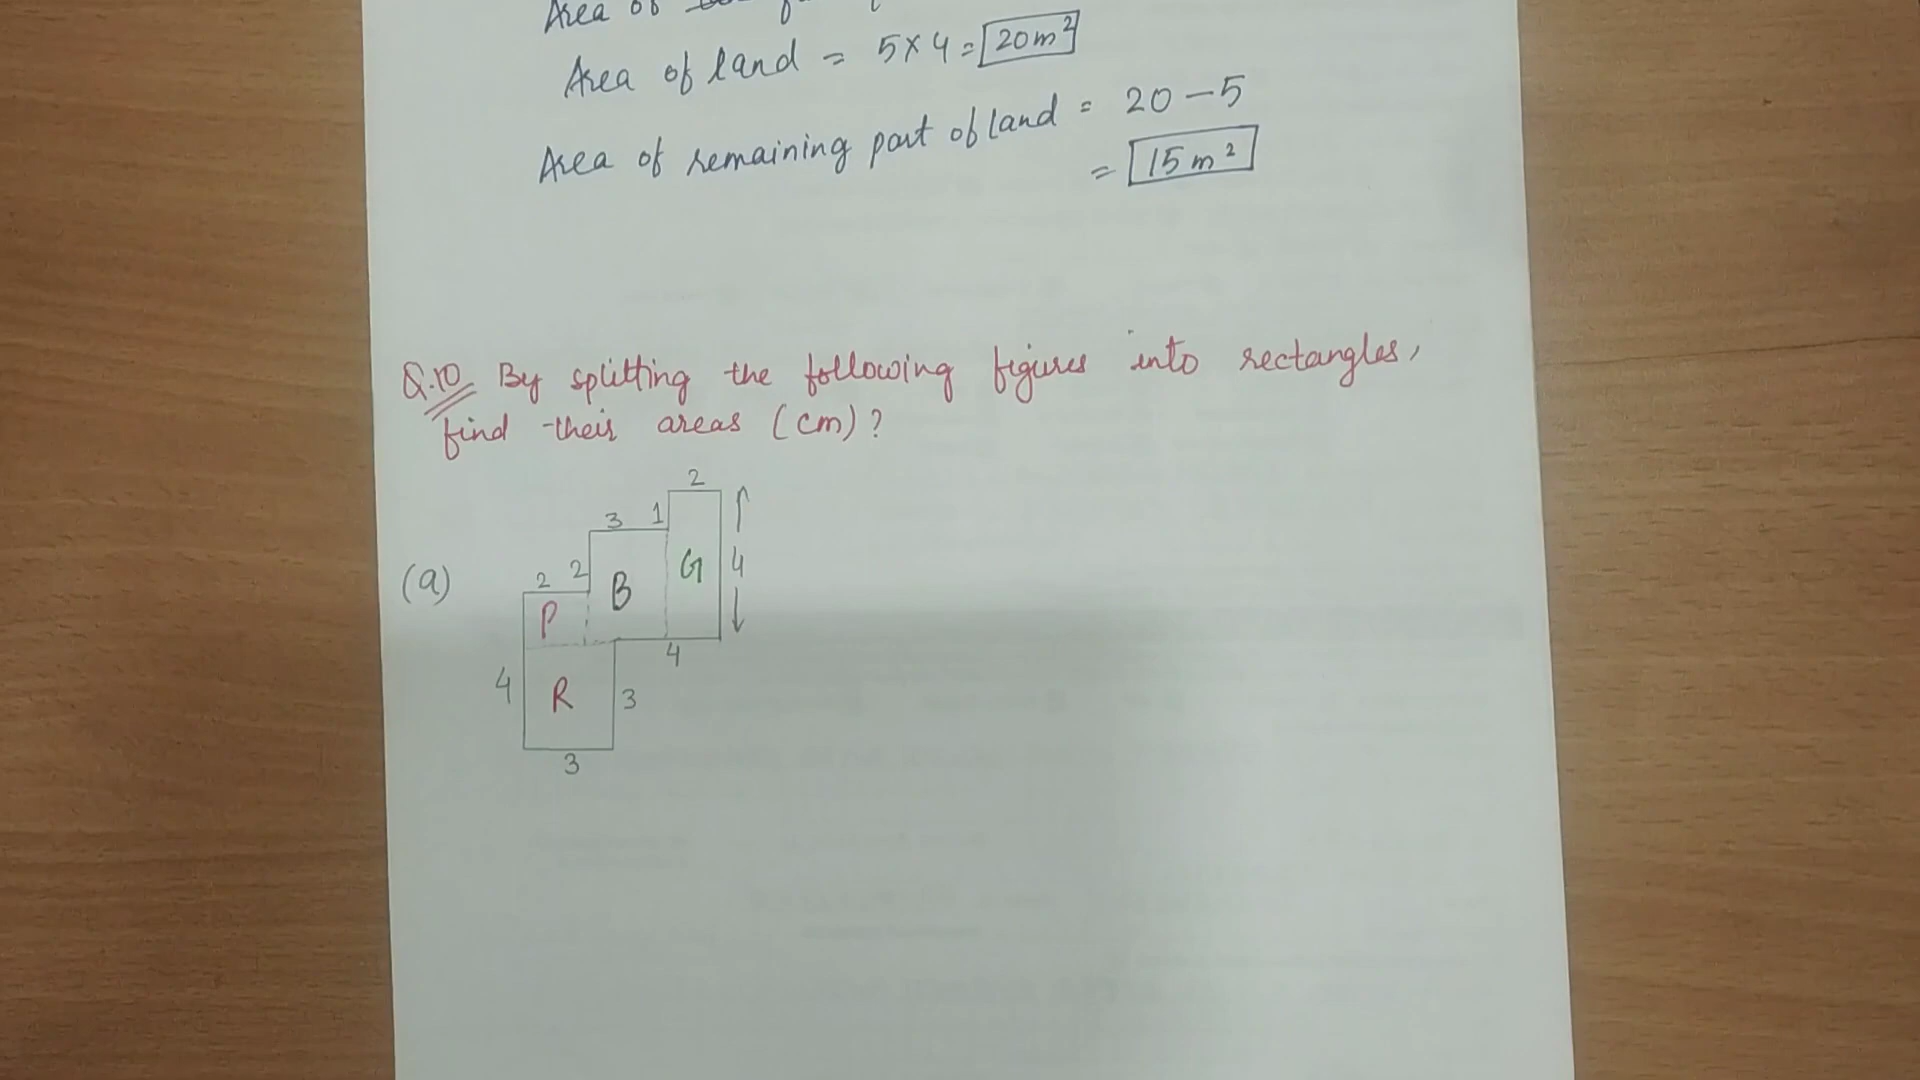 Area of
Area of land = 5×4 = 20m²
Area of remaining part of land = 20 - 5
= 15 m²
Q.10 By splitting the following figures into rectangles,
find their areas (cm)?
(a)
2
3 1
2 2
P B G 4
4
4 R 3
3